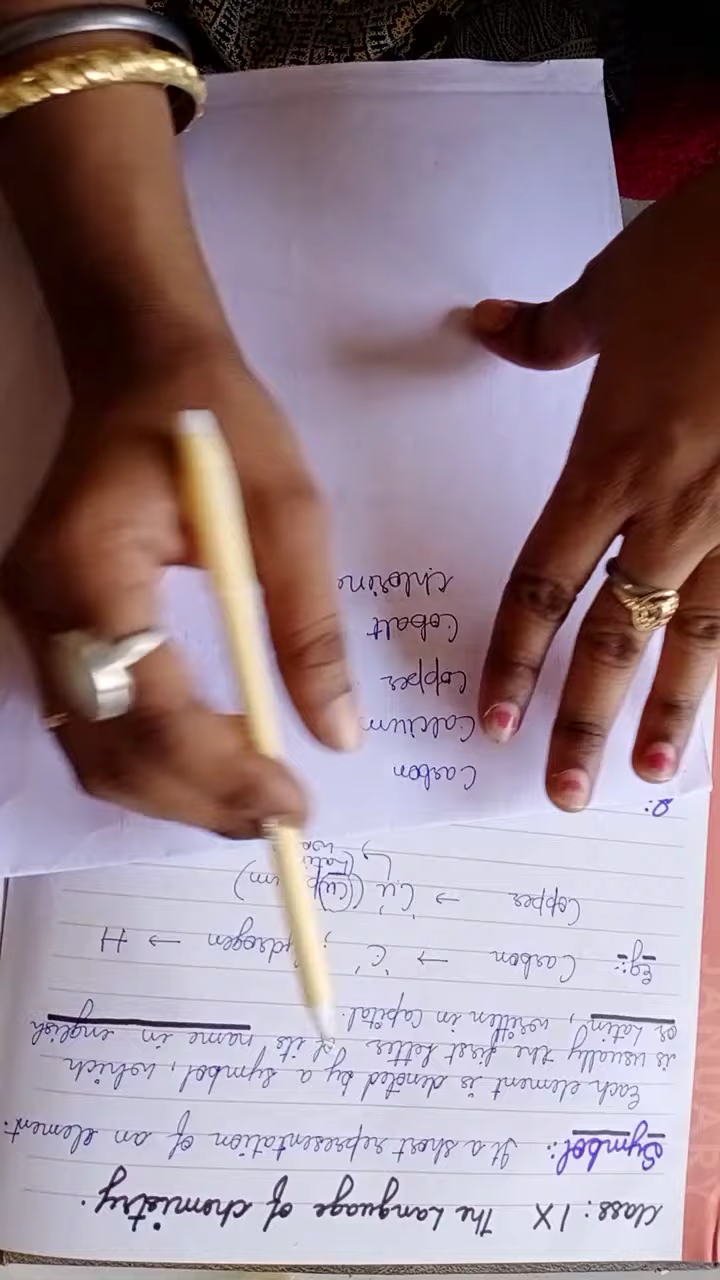 Class: IX The Language of chemistry.
Symbol: It a short representation of an element.
Each element is denoted by a symbol, which
is usually the first letter of its name in english
or Latin, written in Capital.
Eg:- Carbon → 'C' ; Hydrogen → H
Copper → Cu (Cuprum)
Q:
Carbon
Calcium
Copper
Cobalt
Chlorine